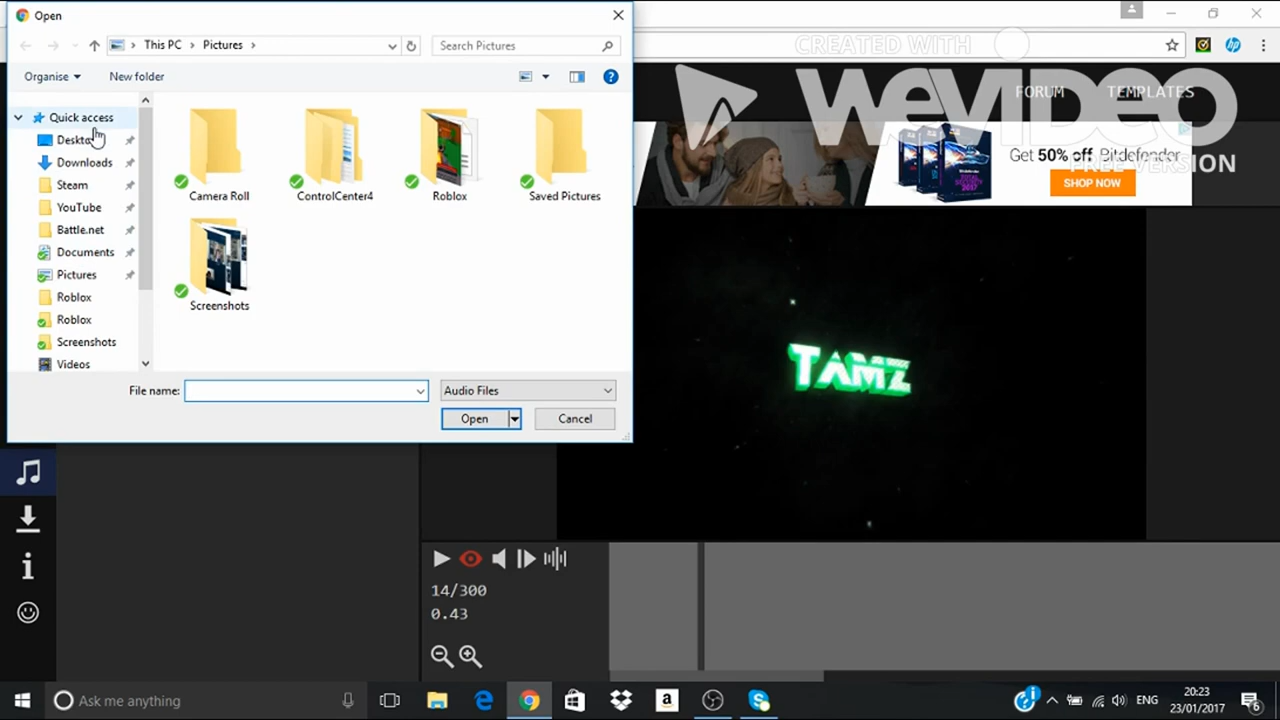 Open
This PC
Pictures
Search Pictures
Organise
New folder
Quick access
Deskto
Downloads
Steam
YouTube
Battle.net
Documents
Pictures
Roblox
Roblox
Screenshots
Videos
Camera Roll
ControlCenter4
Roblox
Saved Pictures
Screenshots
File name:
Audio Files
Open
Cancel
CREATED WITH
WEVIDEO
FREE VERSION
FORUM
TEMPLATES
Get 50% off Bitdefender
SHOP NOW
TAMZ
14/300
0.43
Ask me anything
ENG
20:23
23/01/2017
6